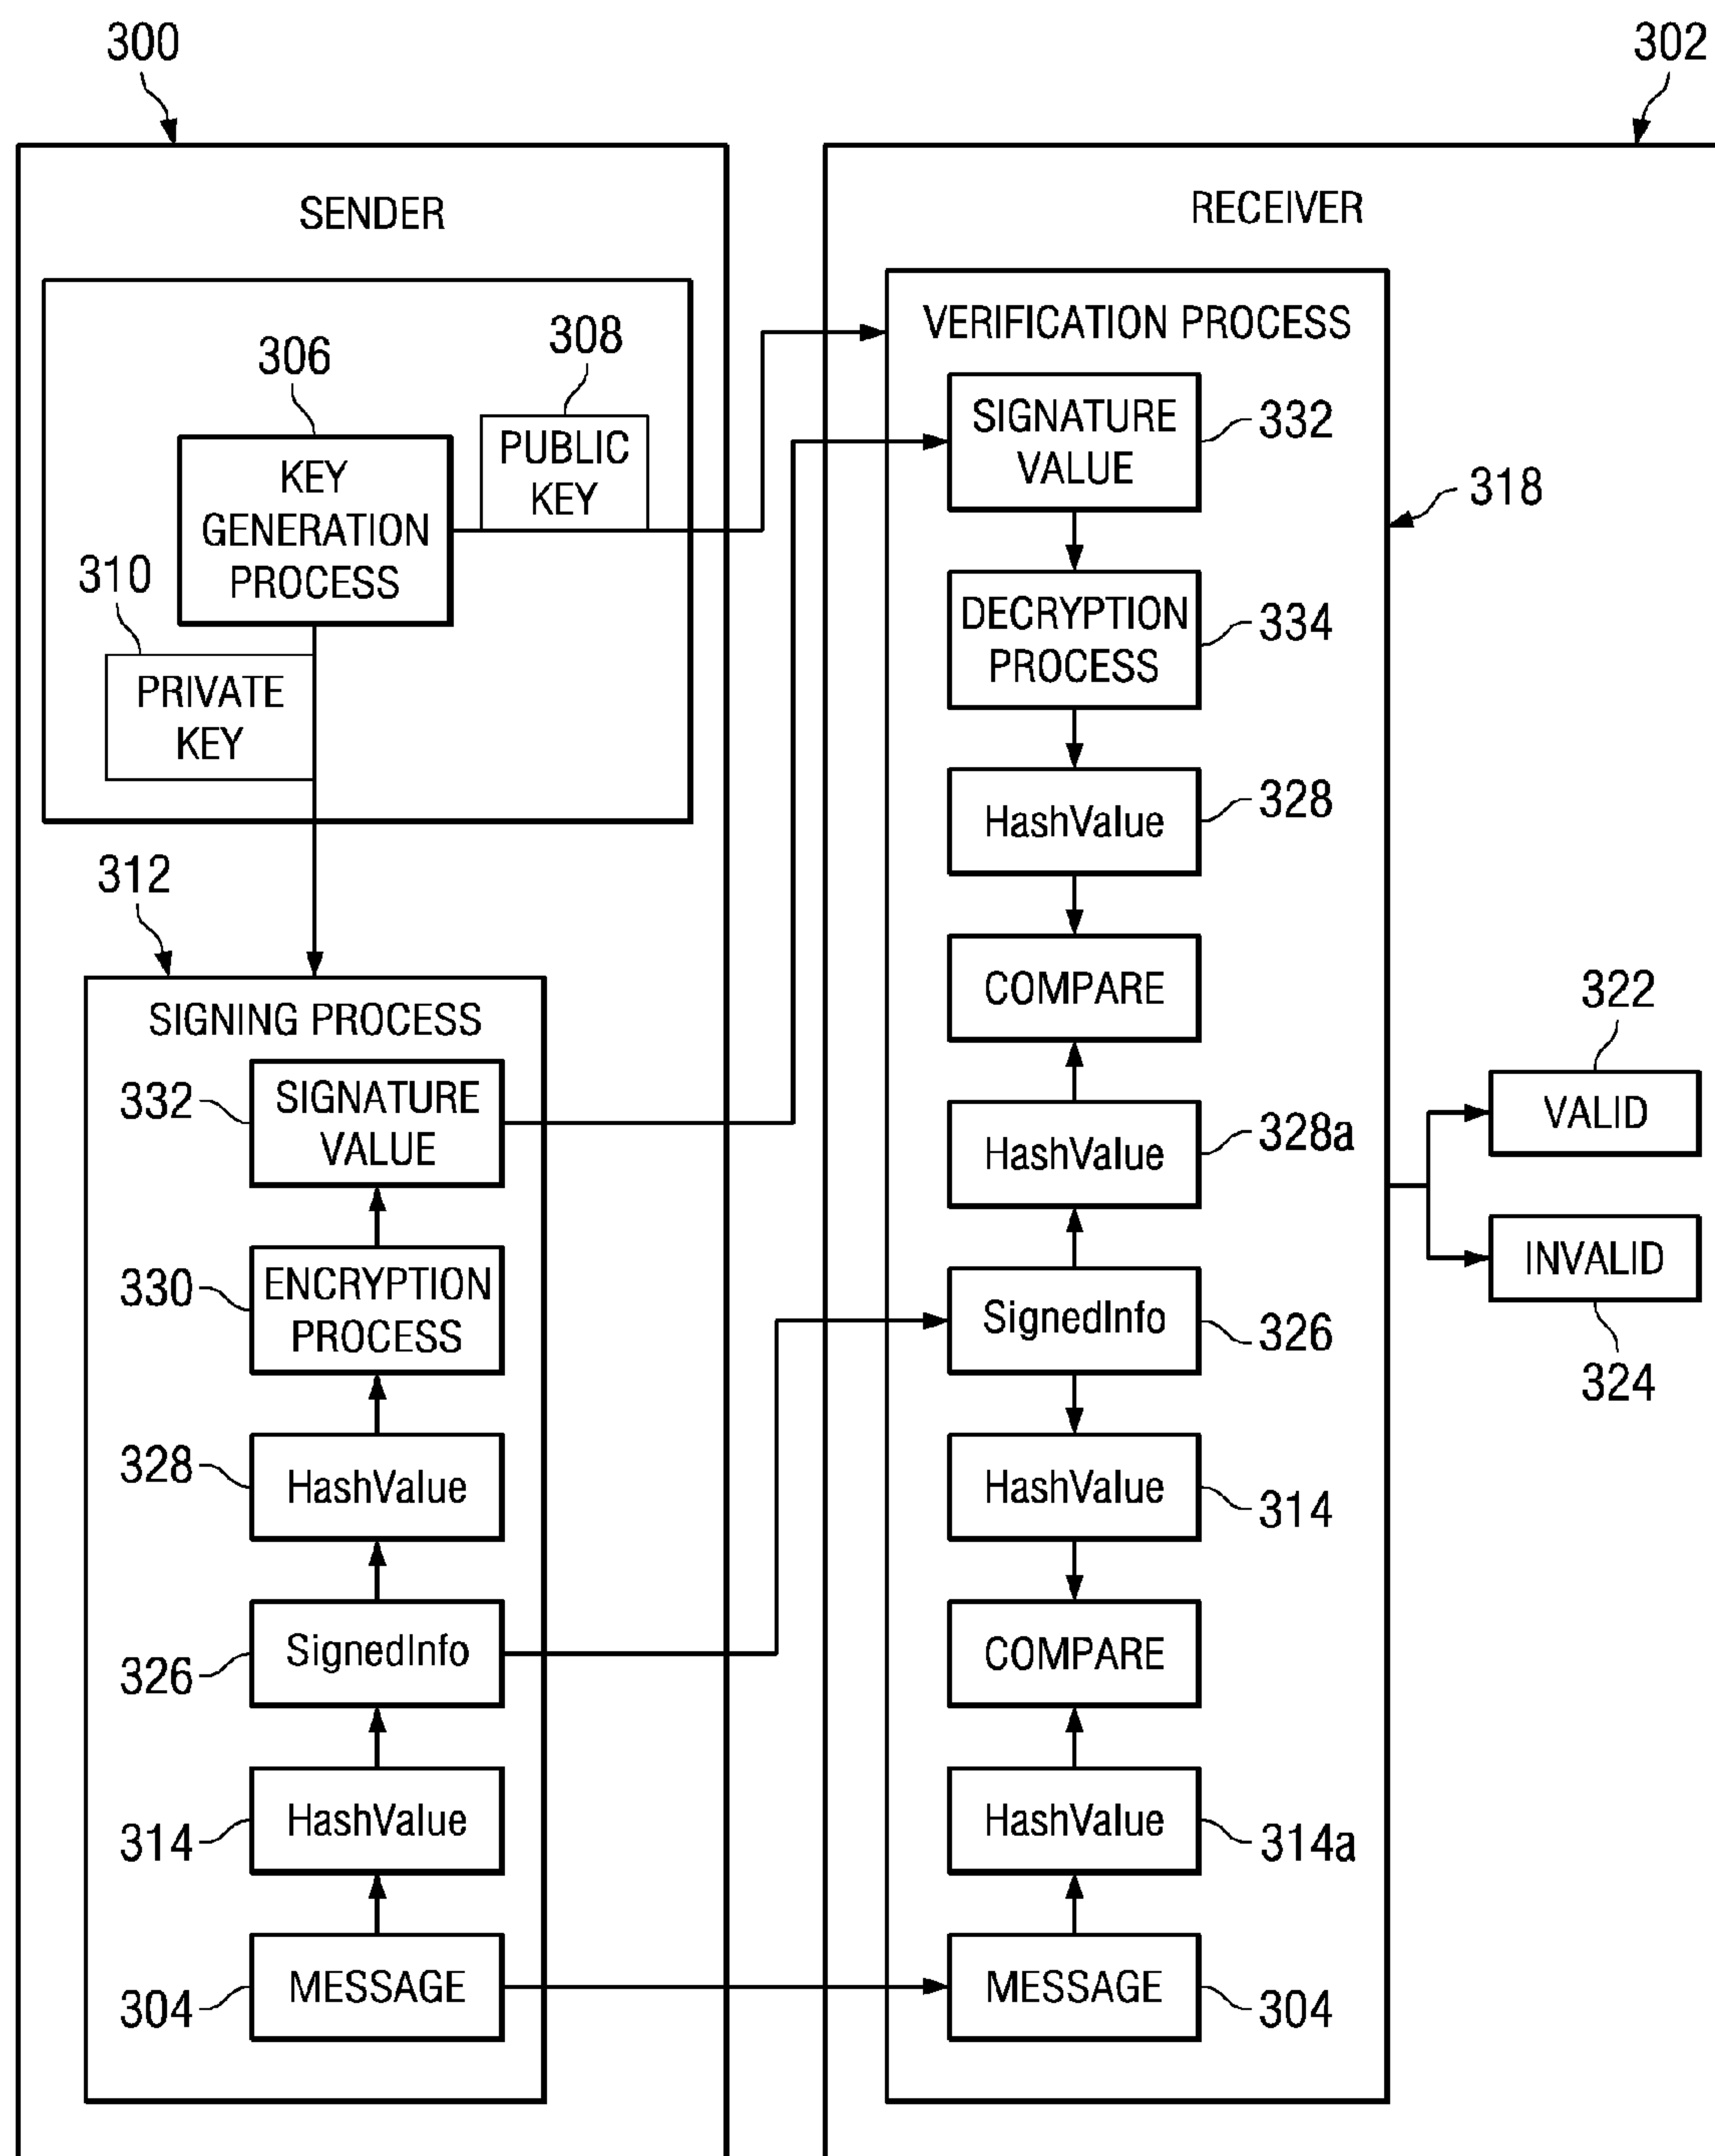 300
302
SENDER
RECEIVER
306
308
KEY
GENERATION
PROCESS
PUBLIC
KEY
310
PRIVATE
KEY
312
SIGNING PROCESS
332
SIGNATURE
VALUE
330
ENCRYPTION
PROCESS
328
HashValue
326
SignedInfo
314
HashValue
304
MESSAGE
VERIFICATION PROCESS
SIGNATURE
VALUE
332
318
DECRYPTION
PROCESS
334
HashValue
328
COMPARE
HashValue
328a
SignedInfo
326
HashValue
314
COMPARE
HashValue
314a
MESSAGE
304
322
VALID
INVALID
324